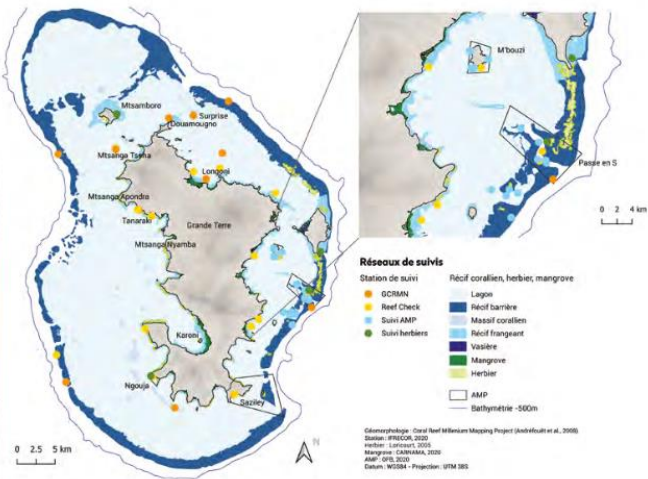 Mtsamboro
Surprise
Douamougno
Mtsanga Tsoha
Longoni
Mtsanga Apondra
Tanaraki
Grande Terre
Mtsanga Nyamba
Karoni
Ngouja
Saziley
0 2.5 5 km
N
M'bouzi
Passe en S
0 2 4 km
Réseaux de suivis
Station de suivi
GCRMN
Reef Check
Suivi AMP
Suivi herbiers
Récif corallien, herbier, mangrove
Lagon
Récif barrière
Massif corallien
Récif frangeant
Vasière
Mangrove
Herbier
AMP
Bathymétrie -500m
Géomorphologie : Coral Reef Millenium Mapping Project (Andréfouët et al., 2008).
Station : IFRECOR, 2020
Herbier : Loricourt, 2005
Mangrove : CARHAMA, 2020
AMP : OFB, 2020
Datum : WGS84 - Projection : UTM 38S